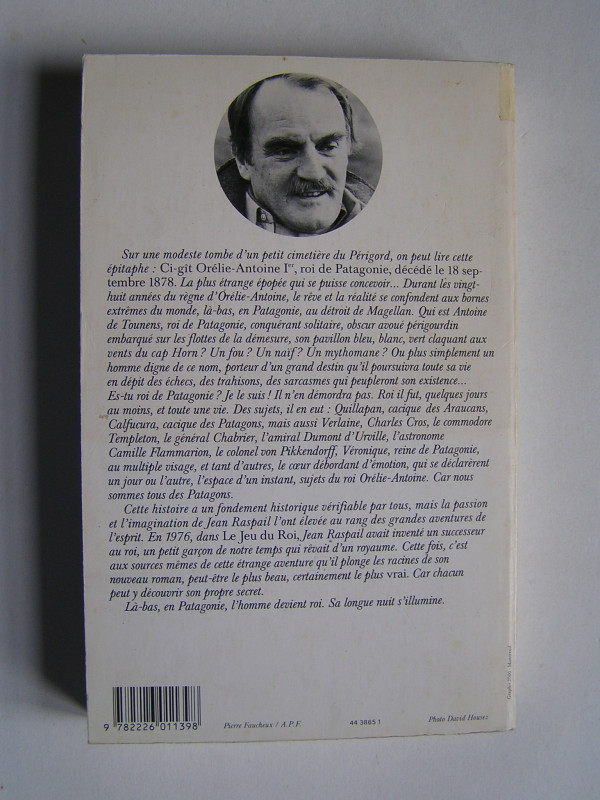 Sur une modeste tombe d'un petit cimetière du Périgord, on peut lire cette
épitaphe : Ci-gît Orélie-Antoine Ier, roi de Patagonie, décédé le 18 sep-
tembre 1878. La plus étrange épopée qui se puisse concevoir... Durant les vingt-
huit années du règne d'Orélie-Antoine, le rêve et la réalité se confondent aux bornes
extrêmes du monde, là-bas, en Patagonie, au détroit de Magellan. Qui est Antoine
de Tounens, roi de Patagonie, conquérant solitaire, obscur avoué périgourdin
embarqué sur les flottes de la démesure, son pavillon bleu, blanc, vert claquant aux
vents du cap Horn ? Un fou ? Un naïf ? Un mythomane ? Ou plus simplement un
homme digne de ce nom, porteur d'un grand destin qu'il poursuivra toute sa vie
en dépit des échecs, des trahisons, des sarcasmes qui peupleront son existence...
Es-tu roi de Patagonie ? Je le suis ! Il n'en démordra pas. Roi il fut, quelques jours
au moins, et toute une vie. Des sujets, il en eut : Quillapan, cacique des Araucans,
Calfucura, cacique des Patagons, mais aussi Verlaine, Charles Cros, le commodore
Templeton, le général Chabrier, l'amiral Dumont d'Urville, l'astronome
Camille Flammarion, le colonel von Pikkendorff, Véronique, reine de Patagonie,
au multiple visage, et tant d'autres, le cœur débordant d'émotion, qui se déclarèrent
un jour ou l'autre, l'espace d'un instant, sujets du roi Orélie-Antoine. Car nous
sommes tous des Patagons.
Cette histoire a un fondement historique vérifiable par tous, mais la passion
et l'imagination de Jean Raspail l'ont élevée au rang des grandes aventures de
l'esprit. En 1976, dans Le Jeu du Roi, Jean Raspail avait inventé un successeur
au roi, un petit garçon de notre temps qui rêvait d'un royaume. Cette fois, c'est
aux sources mêmes de cette étrange aventure qu'il plonge les racines de son
nouveau roman, peut-être le plus beau, certainement le plus vrai. Car chacun
peut y découvrir son propre secret.
Là-bas, en Patagonie, l'homme devient roi. Sa longue nuit s'illumine.
9 782226 011398
Pierre Faucheux / A.P.F.
44 3865 1
Photo David Houses